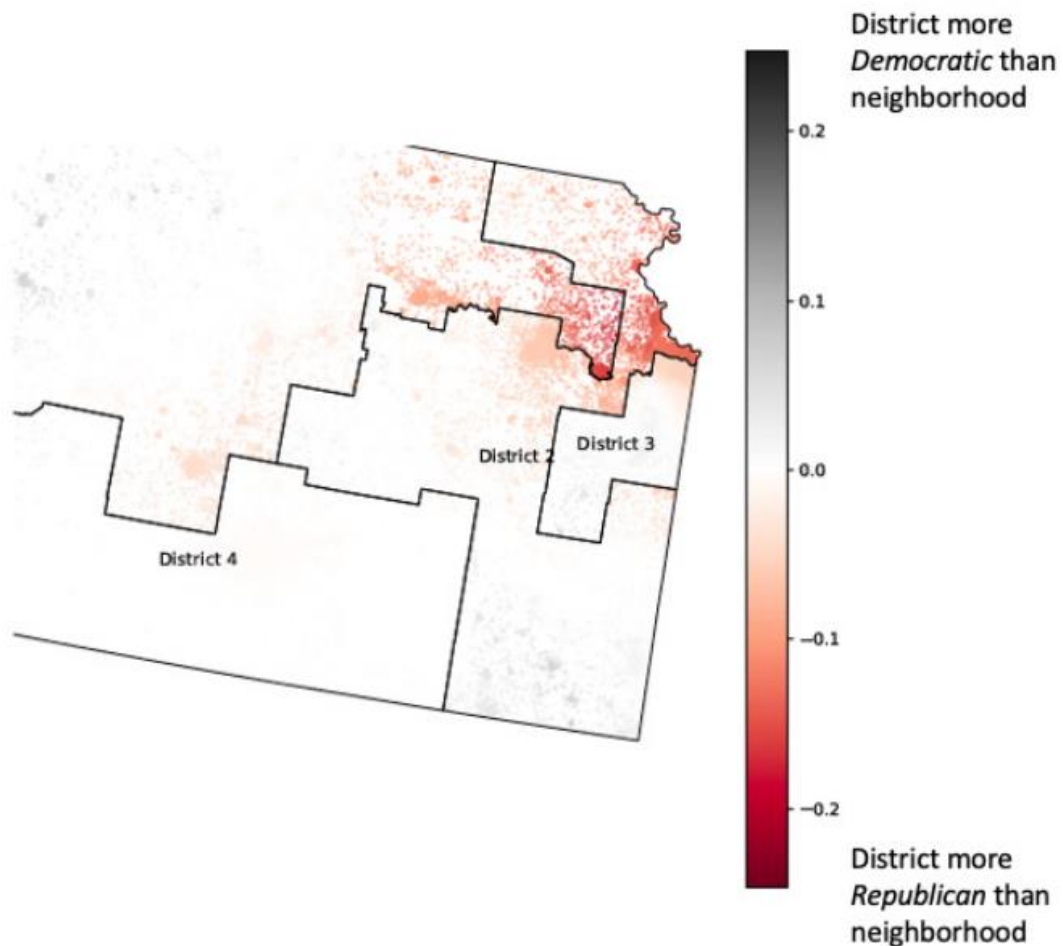 District more
Democratic than
neighborhood
0.2
0.1
0.0
−0.1
−0.2
District 3
District 2
District 4
District more
Republican than
neighborhood